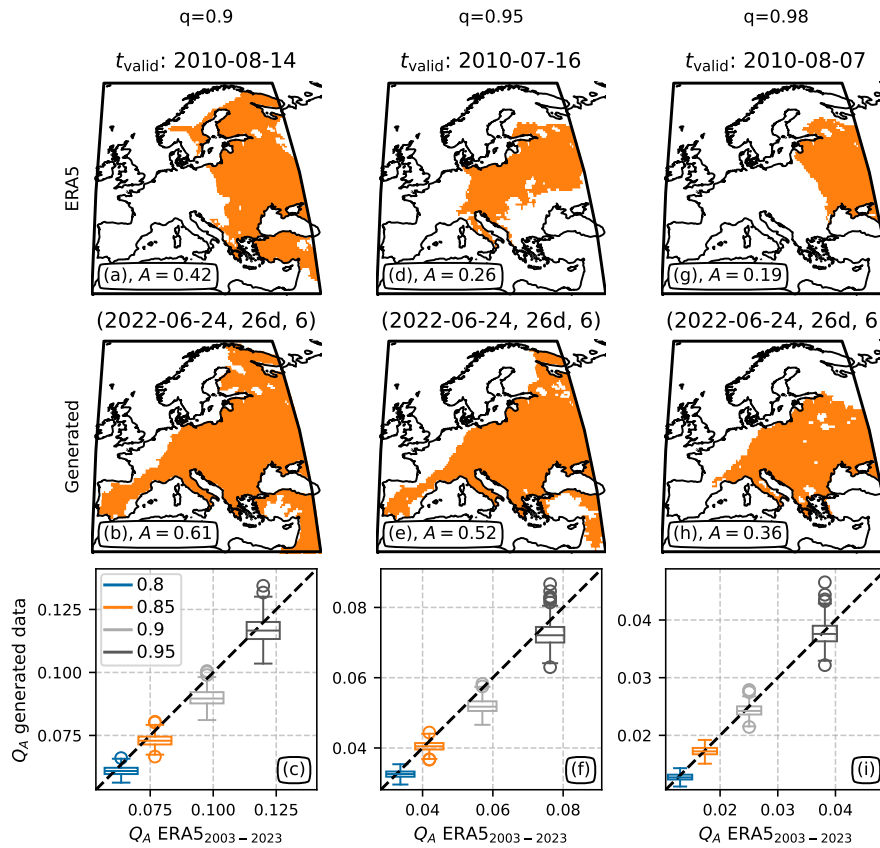 q=0.9
q=0.95
q=0.98
t_valid: 2010-08-14
t_valid: 2010-07-16
t_valid: 2010-08-07
ERA5
(a), A = 0.42
(d), A = 0.26
(g), A = 0.19
(2022-06-24, 26d, 6)
(2022-06-24, 26d, 6)
(2022-06-24, 26d, 6)
Generated
(b), A = 0.61
(e), A = 0.52
(h), A = 0.36
Q_A generated data
0.8
0.85
0.9
0.95
0.125
0.100
0.075
(c)
0.075
0.100
0.125
Q_A ERA5_2003−2023
0.08
0.06
0.04
(f)
0.04
0.06
0.08
Q_A ERA5_2003−2023
0.04
0.03
0.02
(i)
0.02
0.03
0.04
Q_A ERA5_2003−2023